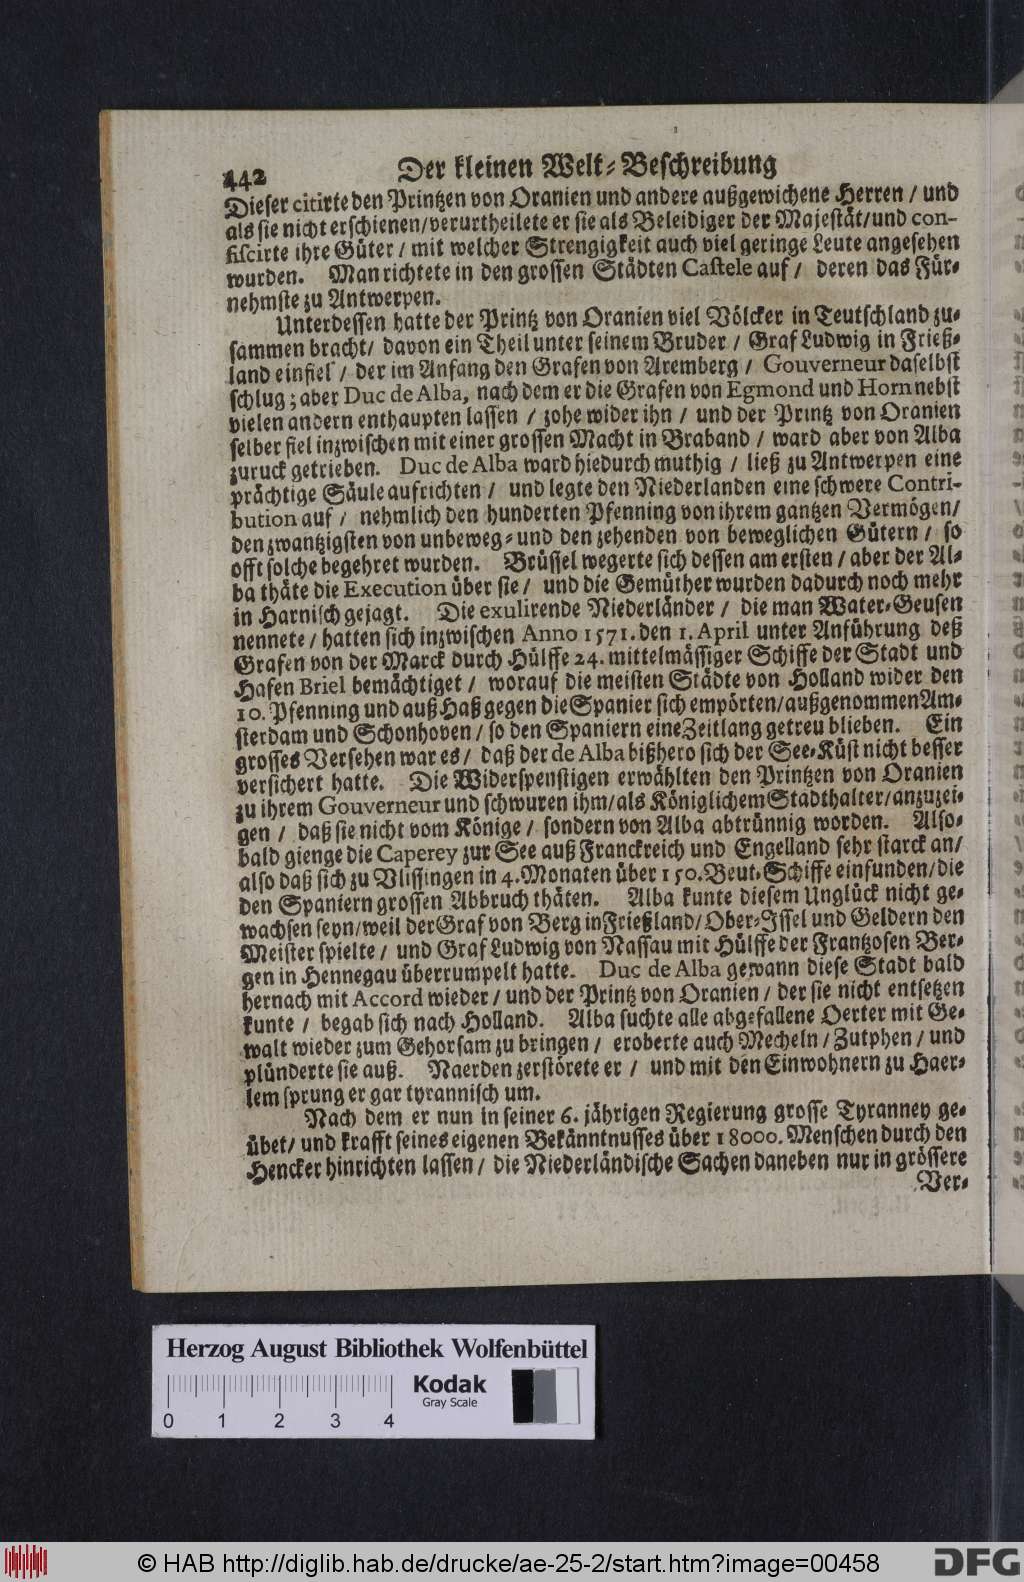 442 Der kleinen Welt-Beschreibung
Dieser citirte den Printzen von Oranien und andere außgewichene Herren / und
als sie nicht erschienen/verurtheilete er sie als Beleidiger der Majestät/und con-
fiscirte ihre Güter / mit welcher Strengigkeit auch viel geringe Leute angesehen
wurden. Man richtete in den grossen Städten Castele auf / deren das Für-
nehmste zu Antwerpen.
Unterdessen hatte der Printz von Oranien viel Völcker in Teutschland zu-
sammen bracht/ davon ein Theil unter seinem Bruder / Graf Ludwig in Frieß-
land einfiel / der im Anfang den Grafen von Aremberg / Gouverneur daselbst
schlug; aber Duc de Alba, nach dem er die Grafen von Egmond und Horn nebst
vielen andern enthaupten lassen / zohe wider ihn / und der Printz von Oranien
selber fiel inzwischen mit einer grossen Macht in Braband / ward aber von Alba
zuruck getrieben. Duc de Alba ward hiedurch muthig / ließ zu Antwerpen eine
prächtige Säule aufrichten / und legte den Niederlanden eine schwere Contri-
bution auf / nehmlich den hunderten Pfenning von ihrem gantzen Vermögen/
den zwantzigsten von unbeweg- und den zehenden von beweglichen Gütern / so
offt solche begehret wurden. Brüssel wegerte sich dessen am ersten / aber der Al-
ba thäte die Execution über sie / und die Gemüther wurden dadurch noch mehr
in Harnisch gejagt. Die exulirende Niederländer / die man Water-Geusen
nennete / hatten sich inzwischen Anno 1571. den 1. April unter Anführung deß
Grafen von der Marck durch Hülffe 24. mittelmässiger Schiffe der Stadt und
Hafen Briel bemächtiget / worauf die meisten Städte von Holland wider den
10. Pfenning und auß Haß gegen die Spanier sich empörten/außgenommen Am-
sterdam und Schonhoven / so den Spaniern eine Zeitlang getreu blieben. Ein
grosses Versehen war es / daß der de Alba bißhero sich der See-Küst nicht besser
versichert hatte. Die Widerspenstigen erwählten den Printzen von Oranien
zu ihrem Gouverneur und schwuren ihm/als Königlichem Stadthalter/anzuzei-
gen / daß sie nicht vom Könige / sondern von Alba abtrünnig worden. Also-
bald gienge die Caperey zur See auß Franckreich und Engelland sehr starck an/
also daß sich zu Vlissingen in 4. Monaten über 150. Beut-Schiffe einfunden/die
den Spaniern grossen Abbruch thäten. Alba kunte diesem Unglück nicht ge-
wachsen seyn/weil der Graf von Berg in Frießland/Ober-Issel und Geldern den
Meister spielte / und Graf Ludwig von Nassau mit Hülffe der Frantzosen Ber-
gen in Hennegau überrumpelt hatte. Duc de Alba gewann diese Stadt bald
hernach mit Accord wieder / und der Printz von Oranien / der sie nicht entsetzen
kunte / begab sich nach Holland. Alba suchte alle abgefallene Oerter mit Ge-
walt wieder zum Gehorsam zu bringen / eroberte auch Mecheln / Zutphen / und
plünderte sie auß. Naerden zerstörete er / und mit den Einwohnern zu Haer-
lem sprung er gar tyrannisch um.
Nach dem er nun in seiner 6. jährigen Regierung grosse Tyranney ge-
übet/ und krafft seines eigenen Bekänntnusses über 18000. Menschen durch den
Hencker hinrichten lassen / die Niederländische Sachen daneben nur in grössere
Ver-
Herzog August Bibliothek Wolfenbüttel
Kodak
Gray Scale
0 1 2 3 4
© HAB http://diglib.hab.de/drucke/ae-25-2/start.htm?image=00458
DFG